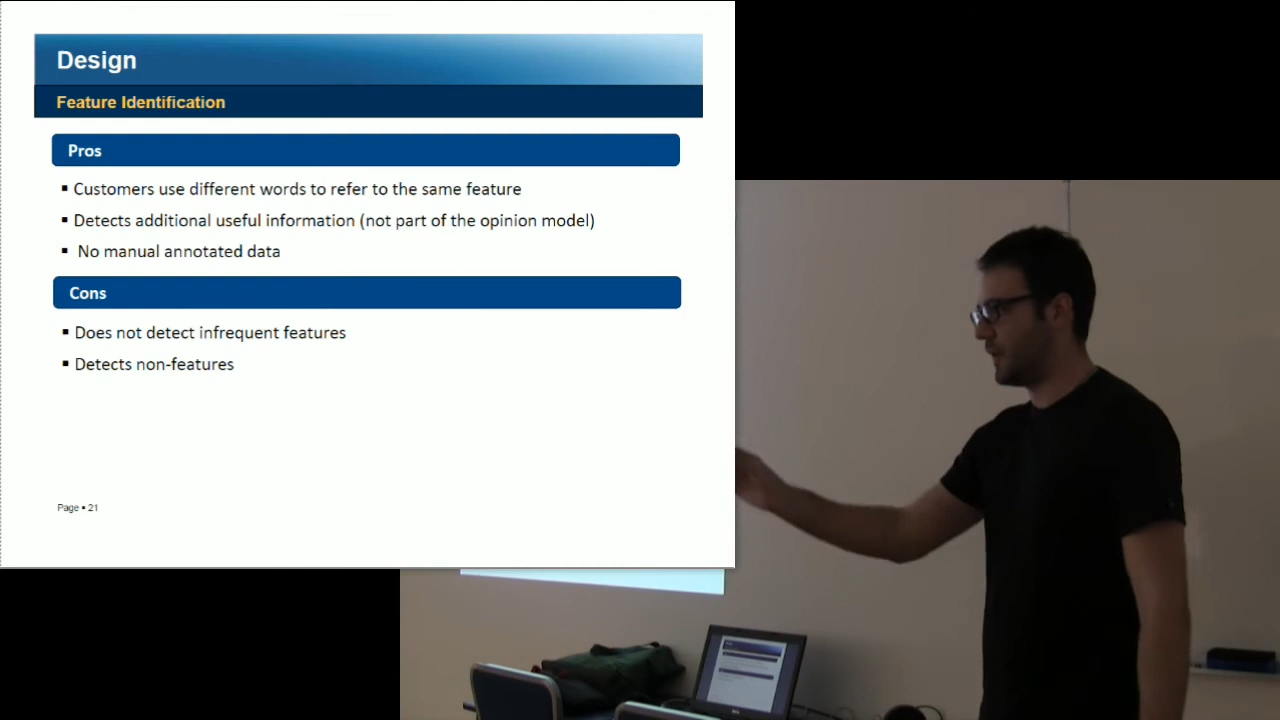 Design
Feature Identification
Pros
▪ Customers use different words to refer to the same feature
▪ Detects additional useful information (not part of the opinion model)
▪ No manual annotated data
Cons
▪ Does not detect infrequent features
▪ Detects non-features
Page ▪ 21